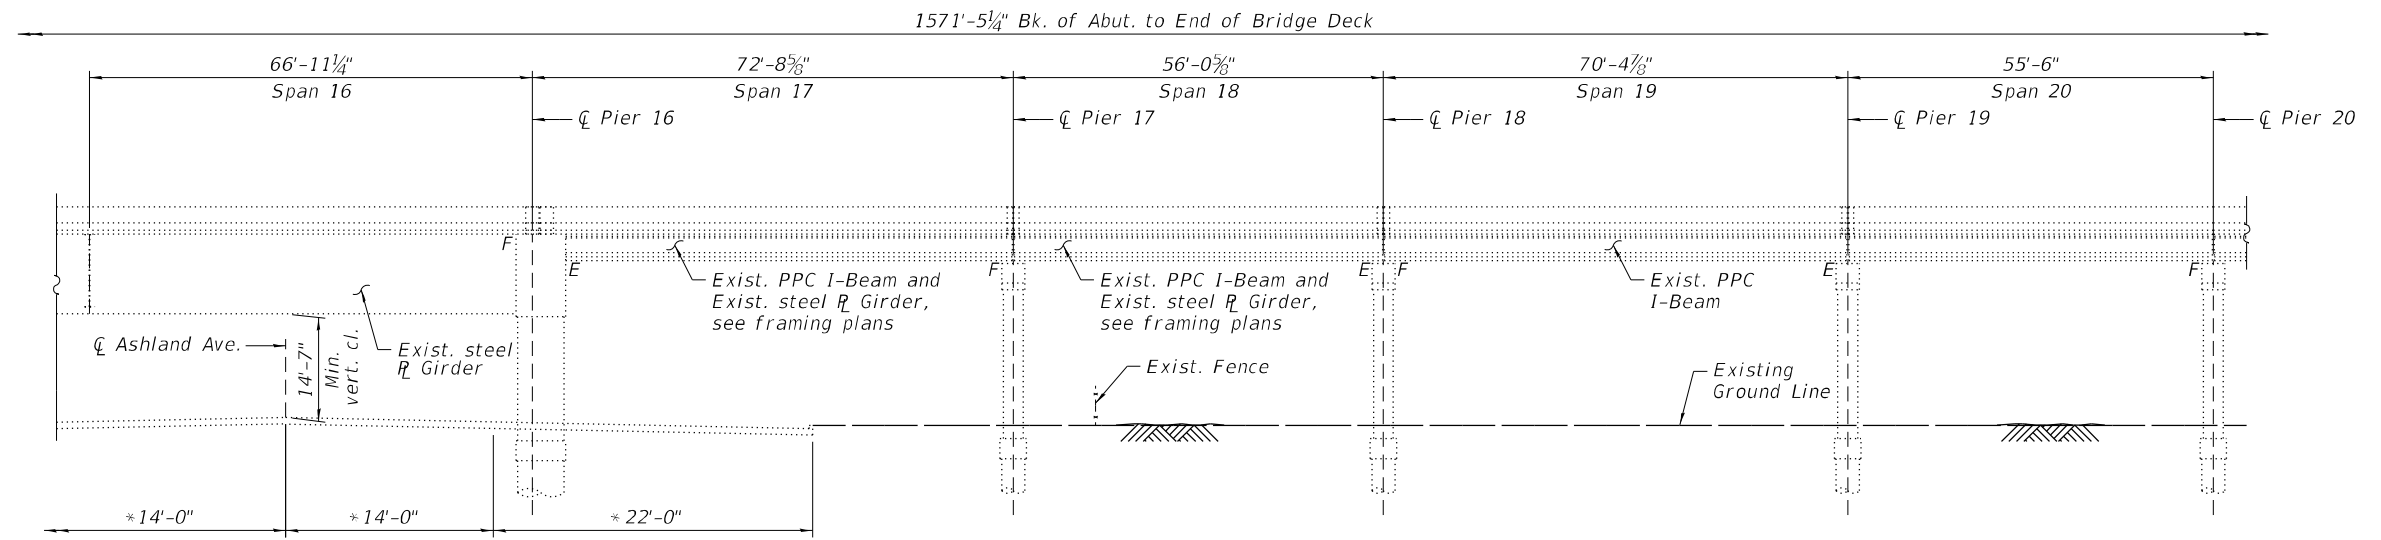 1571'-5¼" Bk. of Abut. to End of Bridge Deck
66'-11¼"
72'-8⅝"
56'-0⅝"
70'-4⅞"
55'-6"
Span 16
Span 17
Span 18
Span 19
Span 20
℄ Pier 16
℄ Pier 17
℄ Pier 18
℄ Pier 19
℄ Pier 20
F
E
F
E
F
E
F
Exist. PPC I-Beam and
Exist. steel PL Girder,
see framing plans
Exist. PPC I-Beam and
Exist. steel PL Girder,
see framing plans
Exist. PPC
I-Beam
℄ Ashland Ave.
14'-7"
Min.
vert. cl.
Exist. steel
PL Girder
Exist. Fence
Existing
Ground Line
*14'-0"
*14'-0"
*22'-0"